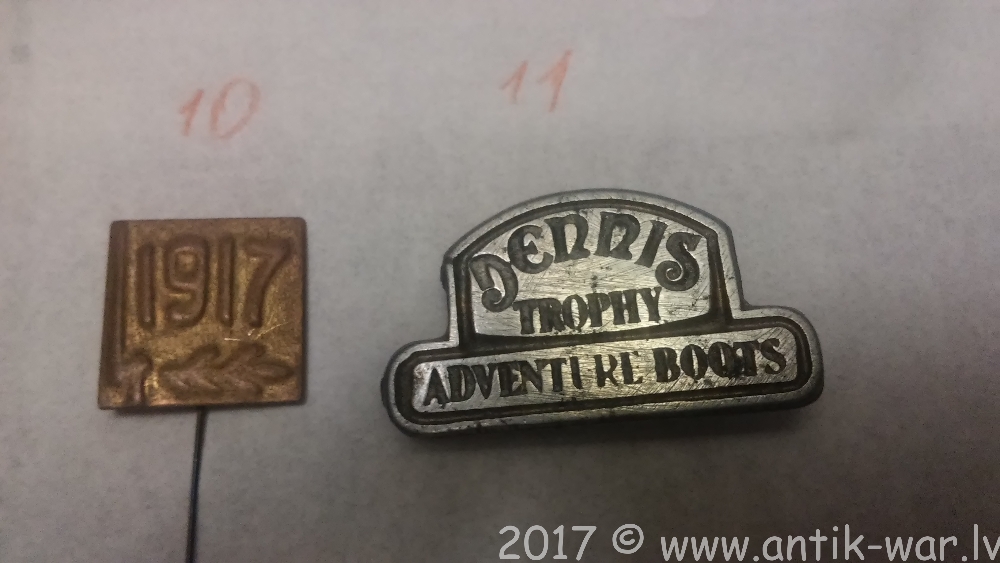 10
11
1917
DENNIS
TROPHY
ADVENTURE BOOTS
2017 © www.antik-war.lv